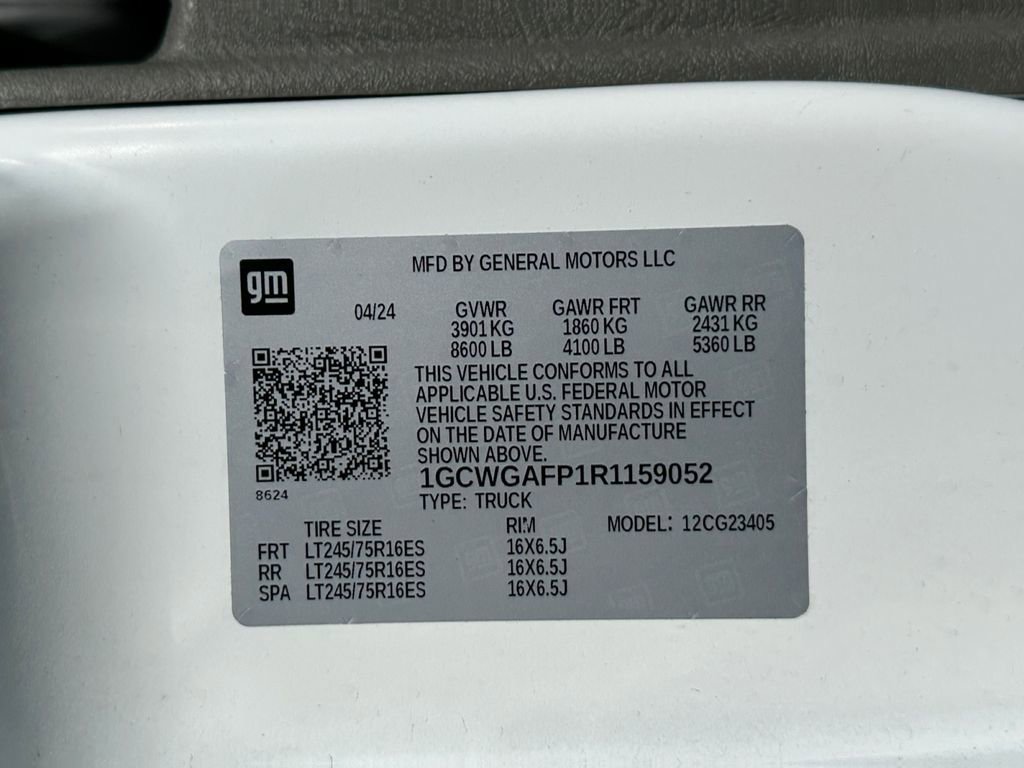 gm
MFD BY GENERAL MOTORS LLC
04/24 GVWR GAWR FRT GAWR RR
3901 KG 1860 KG 2431 KG
8600 LB 4100 LB 5360 LB
THIS VEHICLE CONFORMS TO ALL
APPLICABLE U.S. FEDERAL MOTOR
VEHICLE SAFETY STANDARDS IN EFFECT
ON THE DATE OF MANUFACTURE
SHOWN ABOVE.
1GCWGAFP1R1159052
8624
TYPE: TRUCK
TIRE SIZE RIM MODEL: 12CG23405
FRT LT245/75R16ES 16X6.5J
RR LT245/75R16ES 16X6.5J
SPA LT245/75R16ES 16X6.5J